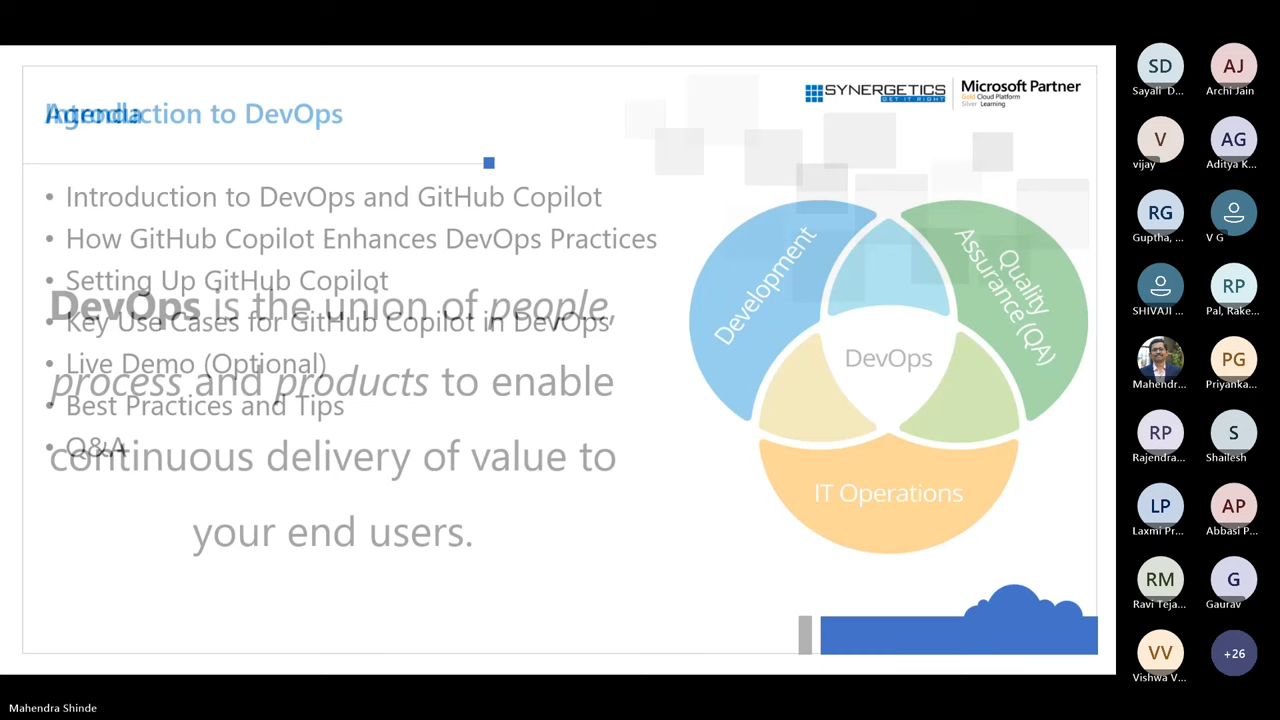 Agenda
Introduction to DevOps
SYNERGETICS
GET IT RIGHT
Microsoft Partner
Gold Cloud Platform
Silver Learning
• Introduction to DevOps and GitHub Copilot
• How GitHub Copilot Enhances DevOps Practices
• Setting Up GitHub Copilot
• Key Use Cases for GitHub Copilot in DevOps
• Live Demo (Optional)
• Best Practices and Tips
• Q&A
DevOps is the union of people,
process and products to enable
continuous delivery of value to
your end users.
Development
Quality
Assurance (QA)
DevOps
IT Operations
SD
Sayali D...
AJ
Archi Jain
V
vijay
AG
Aditya K...
RG
Guptha, ...
V G
SHIVAJI ...
RP
Pal, Rake...
Mahendr...
PG
Priyanka...
RP
Rajendra...
S
Shailesh
LP
Laxmi Pr...
AP
Abbasi P...
RM
Ravi Teja...
G
Gaurav
VV
Vishwa V...
+26
Mahendra Shinde